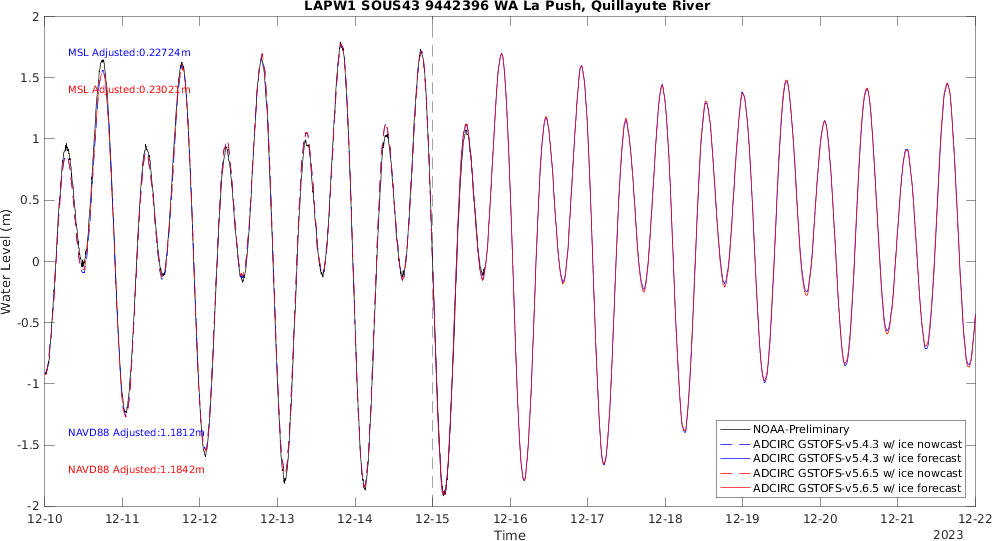 LAPW1 SOUS43 9442396 WA La Push, Quillayute River
2
1.5
1
0.5
0
-0.5
-1
-1.5
-2
Water Level (m)
MSL Adjusted:0.22724m
MSL Adjusted:0.23021m
NAVD88 Adjusted:1.1812m
NAVD88 Adjusted:1.1842m
NOAA-Preliminary
ADCIRC GSTOFS-v5.4.3 w/ ice nowcast
ADCIRC GSTOFS-v5.4.3 w/ ice forecast
ADCIRC GSTOFS-v5.6.5 w/ ice nowcast
ADCIRC GSTOFS-v5.6.5 w/ ice forecast
12-10 12-11 12-12 12-13 12-14 12-15 12-16 12-17 12-18 12-19 12-20 12-21 12-22
Time
2023